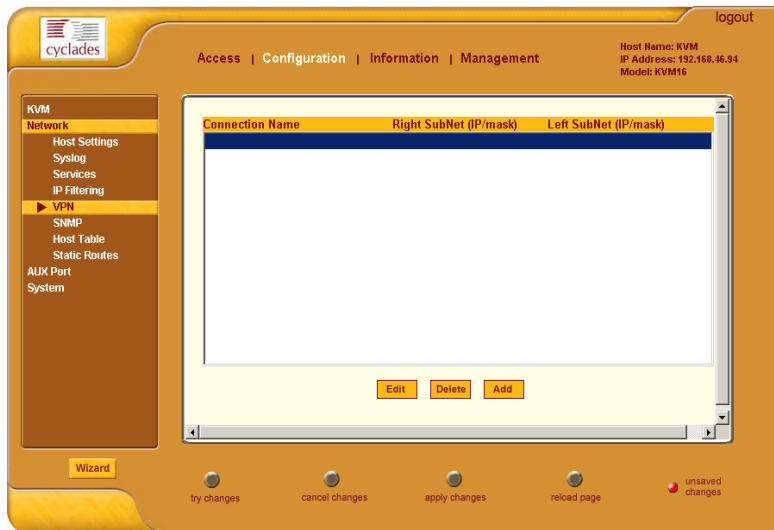 logout
cyclades
Access | Configuration | Information | Management
Host Name: KVM
IP Address: 192.168.46.94
Model: KVM16
KVM
Network
Host Settings
Syslog
Services
IP Filtering
VPN
SNMP
Host Table
Static Routes
AUX Port
System
Connection Name Right SubNet (IP/mask) Left SubNet (IP/mask)
Edit Delete Add
Wizard
try changes
cancel changes
apply changes
reload page
unsaved
changes